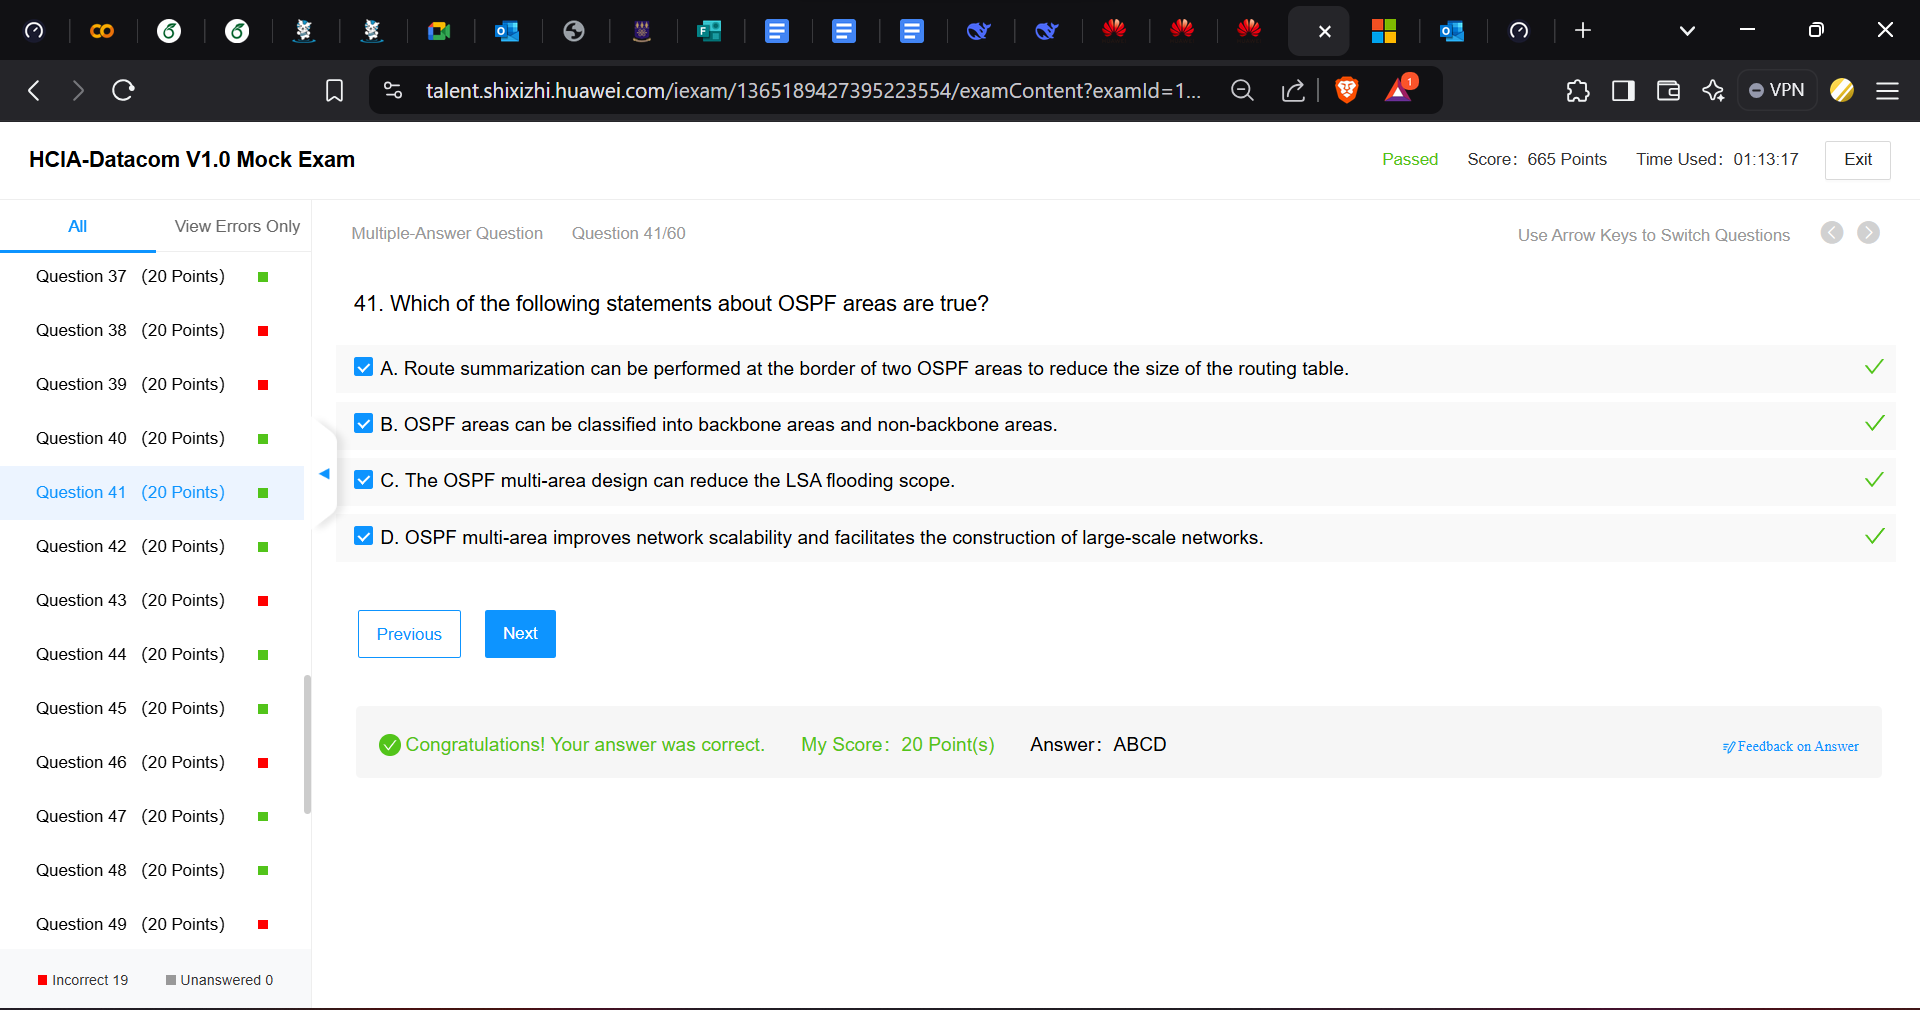 talent.shixizhi.huawei.com/iexam/1365189427395223554/examContent?examId=1...
1
VPN
HCIA-Datacom V1.0 Mock Exam
Passed
Score: 665 Points
Time Used: 01:13:17
Exit
All
View Errors Only
Multiple-Answer Question
Question 41/60
Use Arrow Keys to Switch Questions
Question 37 (20 Points)
Question 38 (20 Points)
Question 39 (20 Points)
Question 40 (20 Points)
Question 41 (20 Points)
Question 42 (20 Points)
Question 43 (20 Points)
Question 44 (20 Points)
Question 45 (20 Points)
Question 46 (20 Points)
Question 47 (20 Points)
Question 48 (20 Points)
Question 49 (20 Points)
Incorrect 19
Unanswered 0
41. Which of the following statements about OSPF areas are true?
A. Route summarization can be performed at the border of two OSPF areas to reduce the size of the routing table.
B. OSPF areas can be classified into backbone areas and non-backbone areas.
C. The OSPF multi-area design can reduce the LSA flooding scope.
D. OSPF multi-area improves network scalability and facilitates the construction of large-scale networks.
Previous
Next
Congratulations! Your answer was correct.
My Score: 20 Point(s)
Answer: ABCD
Feedback on Answer